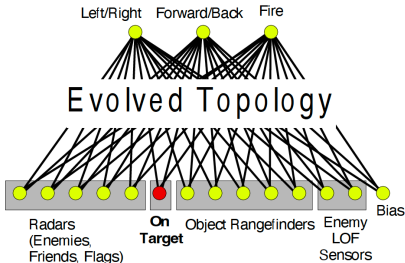 Left/Right Forward/Back Fire
Evolved Topology
Radars
(Enemies,
Friends, Flags)
On
Target
Object Rangefinders
Enemy
LOF
Sensors
Bias